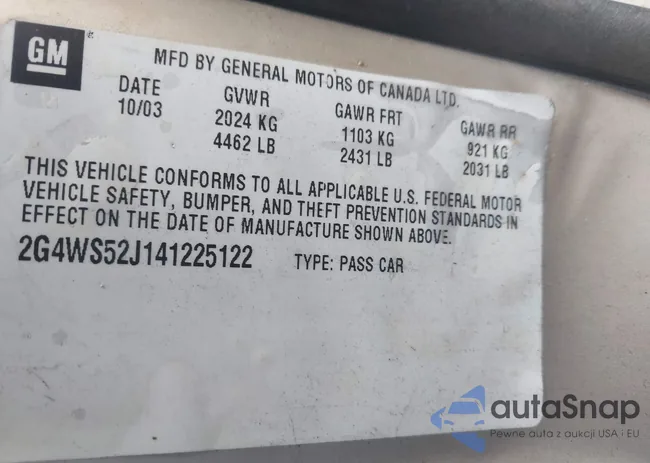 GM
®
MFD BY GENERAL MOTORS OF CANADA LTD.
DATE GVWR GAWR FRT GAWR RR
10/03 2024 KG 1103 KG 921 KG
4462 LB 2431 LB 2031 LB
THIS VEHICLE CONFORMS TO ALL APPLICABLE U.S. FEDERAL MOTOR
VEHICLE SAFETY, BUMPER, AND THEFT PREVENTION STANDARDS IN
EFFECT ON THE DATE OF MANUFACTURE SHOWN ABOVE.
2G4WS52J141225122 TYPE: PASS CAR
autaSnap
Pewne auta z aukcji USA i EU